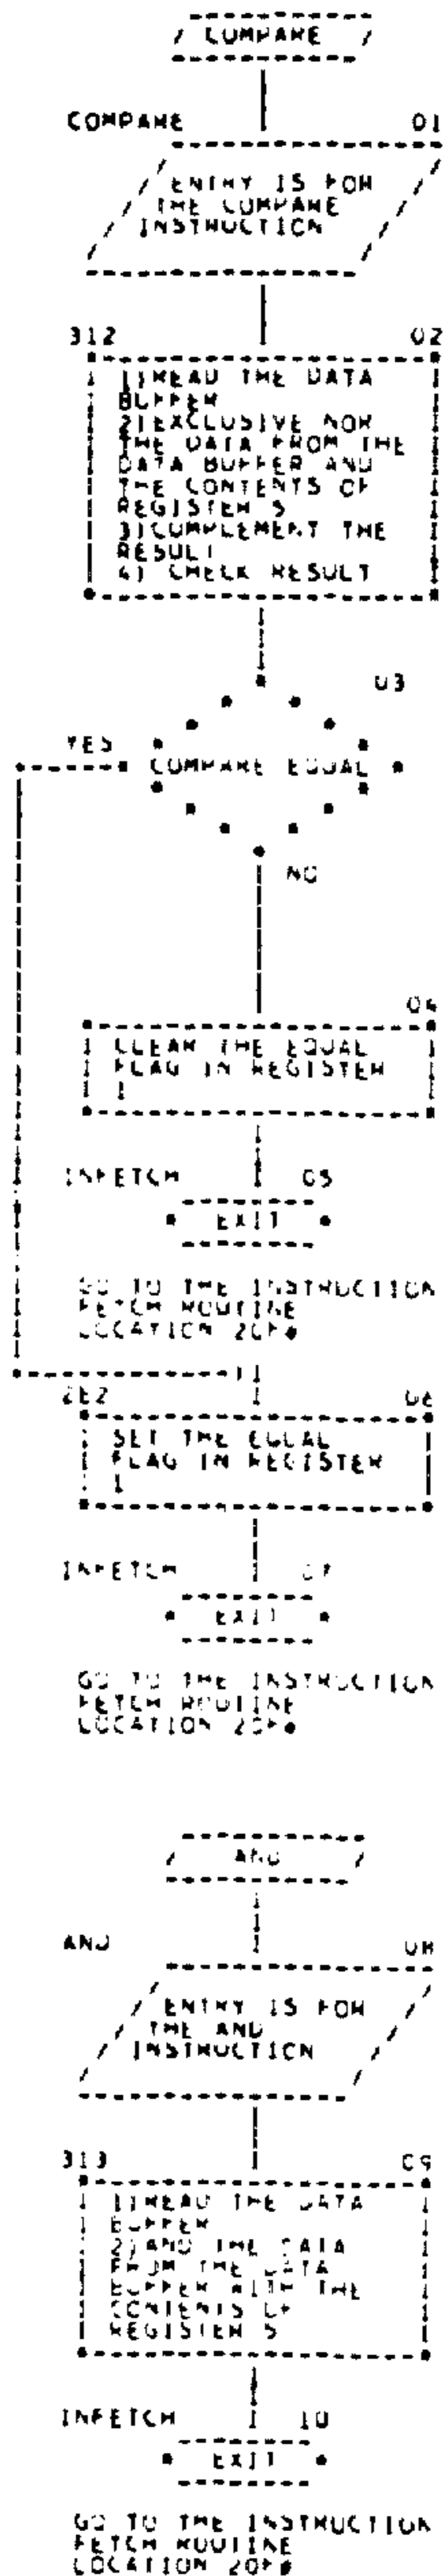 COMPARE
COMPARE 01
ENTRY IS FOR
THE COMPARE
INSTRUCTION
312 02
1)READ THE DATA
BUFFER
2)EXCLUSIVE NOR
THE DATA FROM THE
DATA BUFFER AND
THE CONTENTS OF
REGISTER 5
3)COMPLEMENT THE
RESULT
4) CHECK RESULT
03
YES
COMPARE EQUAL
NO
04
CLEAR THE EQUAL
FLAG IN REGISTER
1
INFETCH 05
EXIT
GO TO THE INSTRUCTION
FETCH ROUTINE
LOCATION 20F#
2E2 06
SET THE EQUAL
FLAG IN REGISTER
1
INFETCH 07
EXIT
GO TO THE INSTRUCTION
FETCH ROUTINE
LOCATION 20F#
AND
AND 08
ENTRY IS FOR
THE AND
INSTRUCTION
313 09
1)READ THE DATA
BUFFER
2)AND THE DATA
FROM THE DATA
BUFFER WITH THE
CONTENTS OF
REGISTER 5
INFETCH 10
EXIT
GO TO THE INSTRUCTION
FETCH ROUTINE
LOCATION 20F#